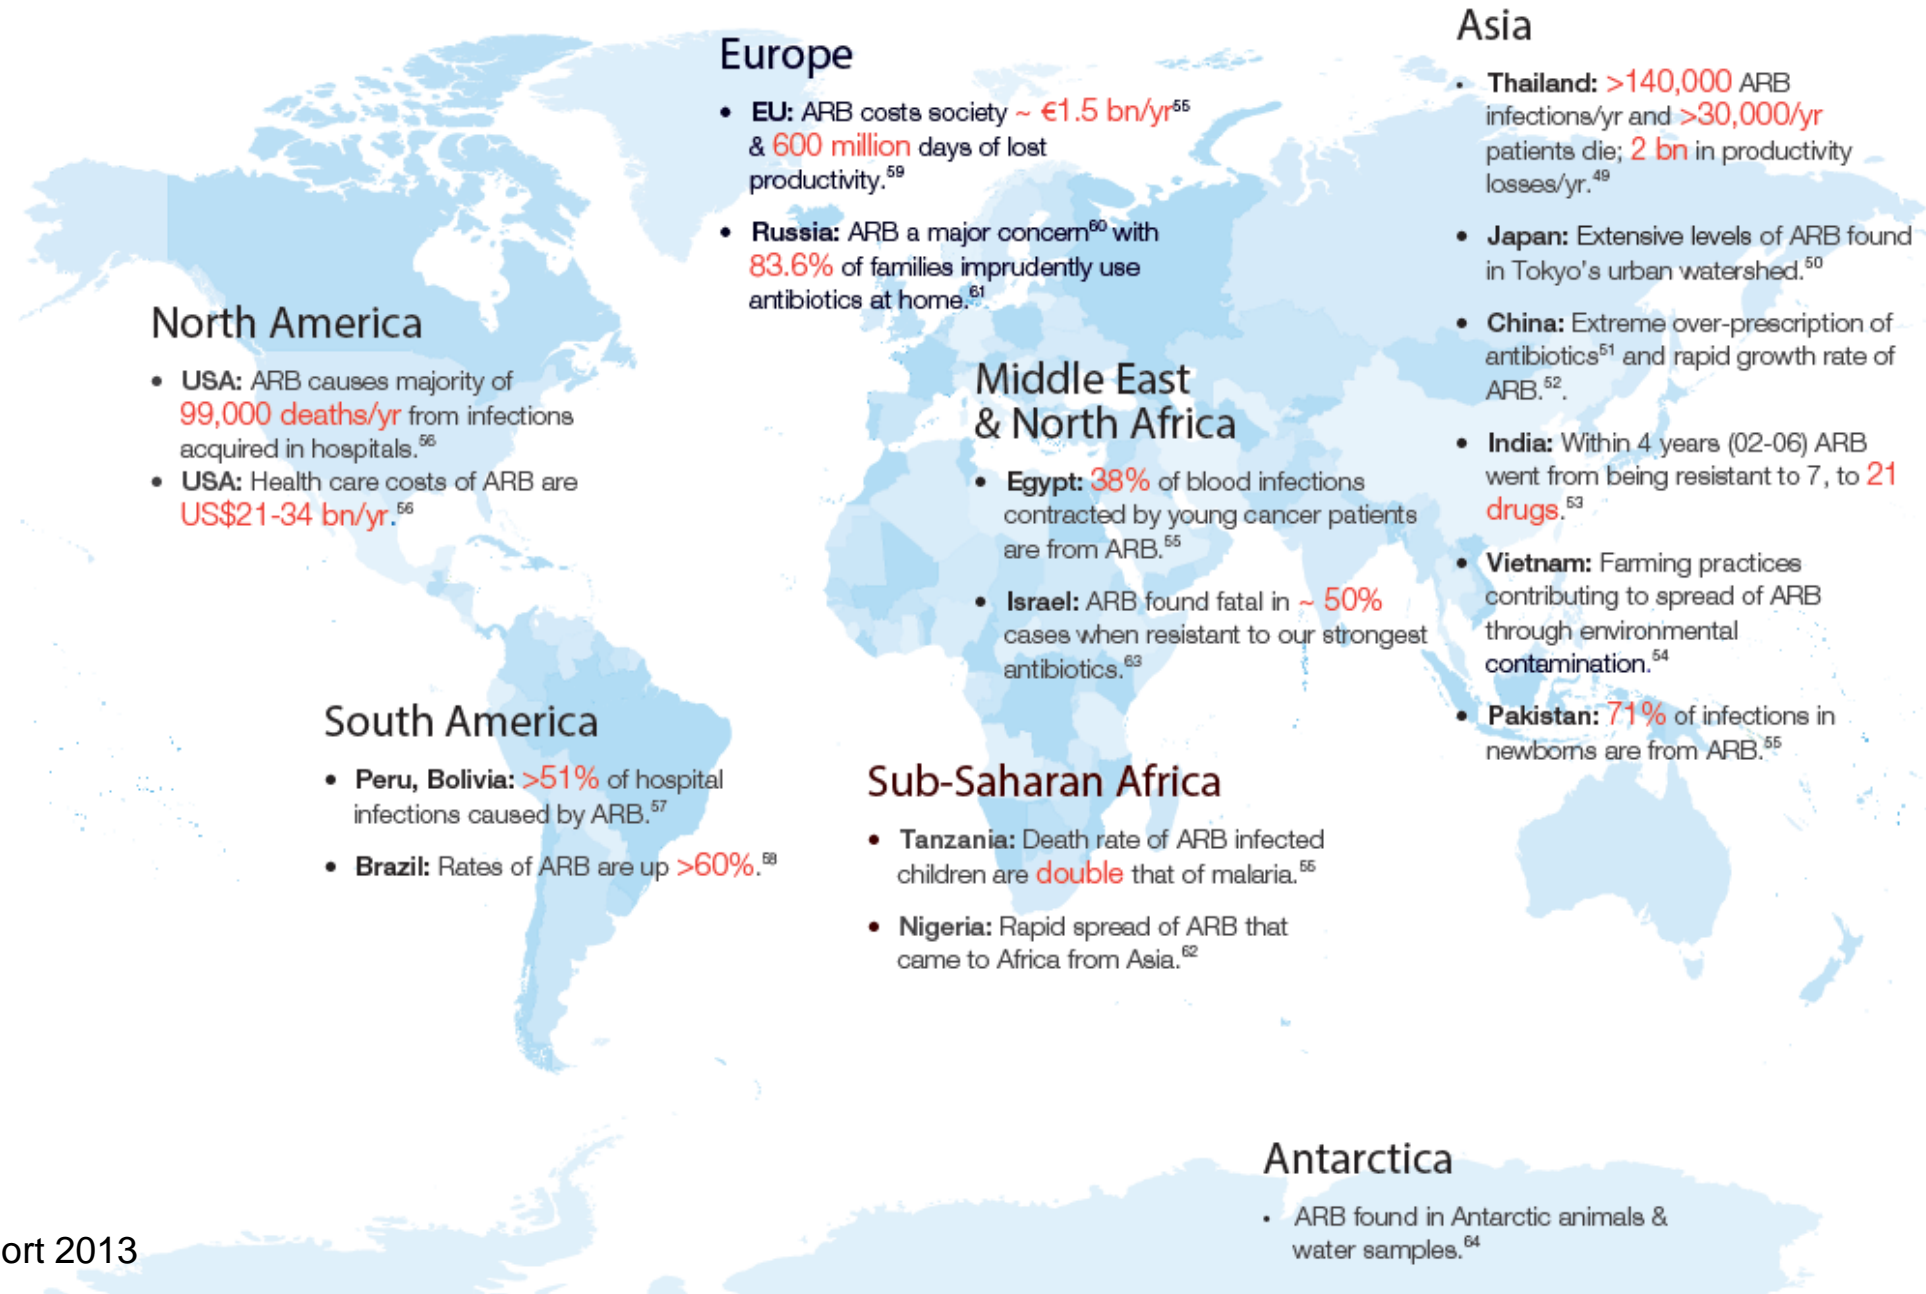 Europe
• EU: ARB costs society ~ €1.5 bn/yr55
& 600 million days of lost
productivity.59
• Russia: ARB a major concern60 with
83.6% of families imprudently use
antibiotics at home.61
Asia
• Thailand: >140,000 ARB
infections/yr and >30,000/yr
patients die; 2 bn in productivity
losses/yr.49
• Japan: Extensive levels of ARB found
in Tokyo's urban watershed.50
• China: Extreme over-prescription of
antibiotics51 and rapid growth rate of
ARB.52.
• India: Within 4 years (02-06) ARB
went from being resistant to 7, to 21
drugs.53
• Vietnam: Farming practices
contributing to spread of ARB
through environmental
contamination.54
• Pakistan: 71% of infections in
newborns are from ARB.55
North America
• USA: ARB causes majority of
99,000 deaths/yr from infections
acquired in hospitals.56
• USA: Health care costs of ARB are
US$21-34 bn/yr.56
Middle East
& North Africa
• Egypt: 38% of blood infections
contracted by young cancer patients
are from ARB.55
• Israel: ARB found fatal in ~ 50%
cases when resistant to our strongest
antibiotics.63
South America
• Peru, Bolivia: >51% of hospital
infections caused by ARB.57
• Brazil: Rates of ARB are up >60%.58
Sub-Saharan Africa
• Tanzania: Death rate of ARB infected
children are double that of malaria.55
• Nigeria: Rapid spread of ARB that
came to Africa from Asia.62
Antarctica
• ARB found in Antarctic animals &
water samples.64
ort 2013